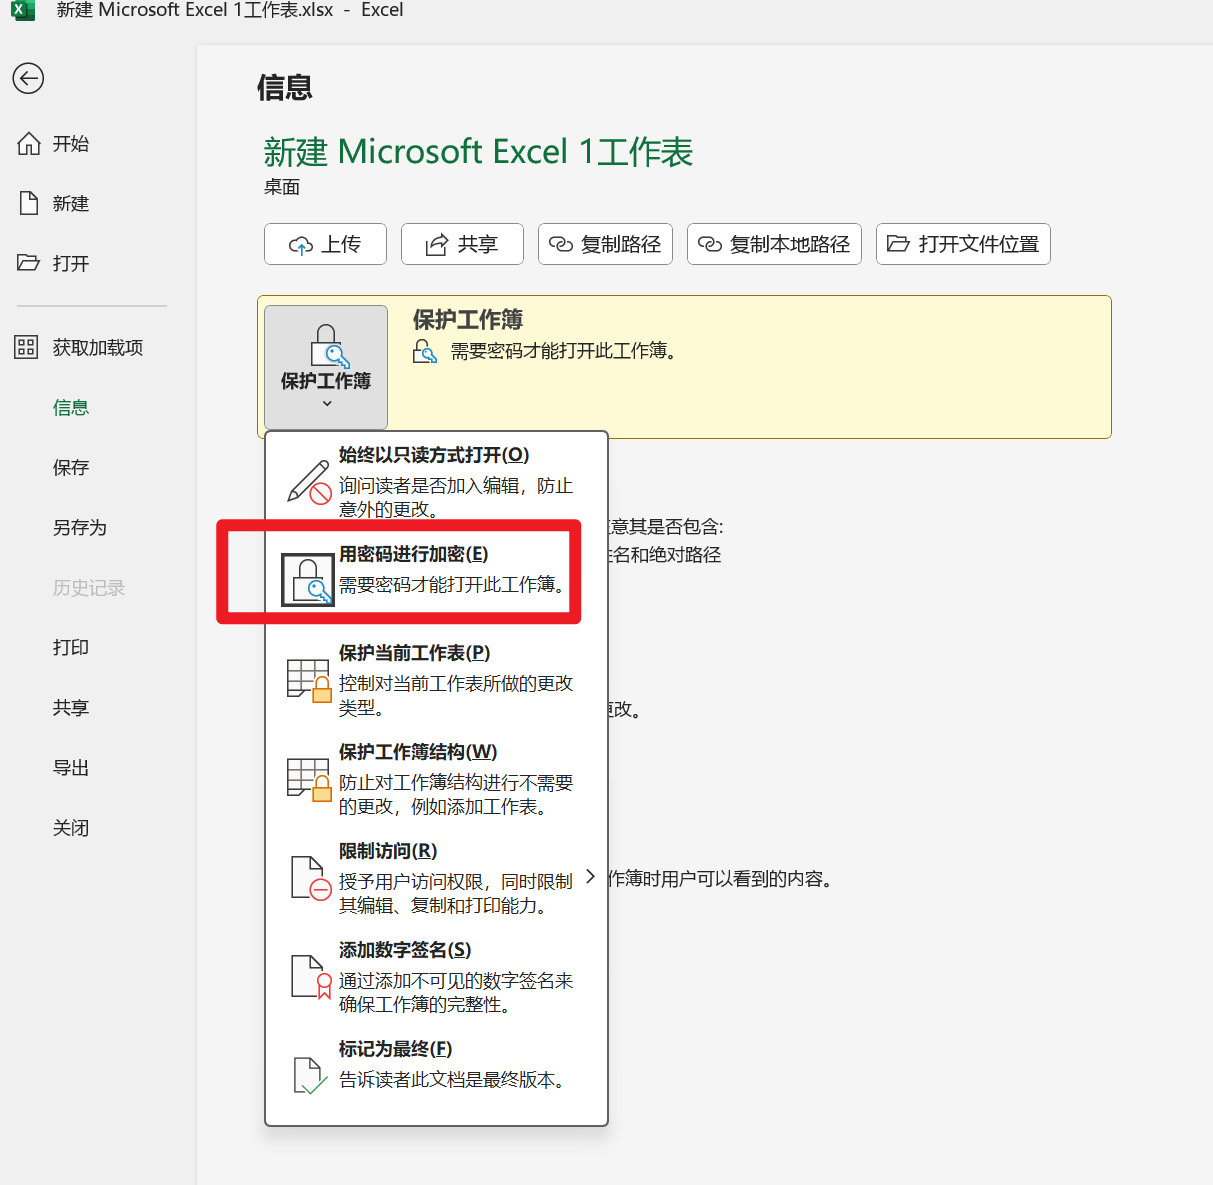 新建 Microsoft Excel 1工作表.xlsx - Excel
信息
新建 Microsoft Excel 1工作表
桌面
开始
新建
打开
获取加载项
信息
保存
另存为
历史记录
打印
共享
导出
关闭
上传
共享
复制路径
复制本地路径
打开文件位置
保护工作簿
保护工作簿
需要密码才能打开此工作簿。
始终以只读方式打开(O)
询问读者是否加入编辑，防止
意外的更改。
用密码进行加密(E)
需要密码才能打开此工作簿。
保护当前工作表(P)
控制对当前工作表所做的更改
类型。
保护工作簿结构(W)
防止对工作簿结构进行不需要
的更改，例如添加工作表。
限制访问(R)
授予用户访问权限，同时限制
其编辑、复制和打印能力。
添加数字签名(S)
通过添加不可见的数字签名来
确保工作簿的完整性。
标记为最终(F)
告诉读者此文档是最终版本。
意其是否包含:
名和绝对路径
更改。
作簿时用户可以看到的内容。